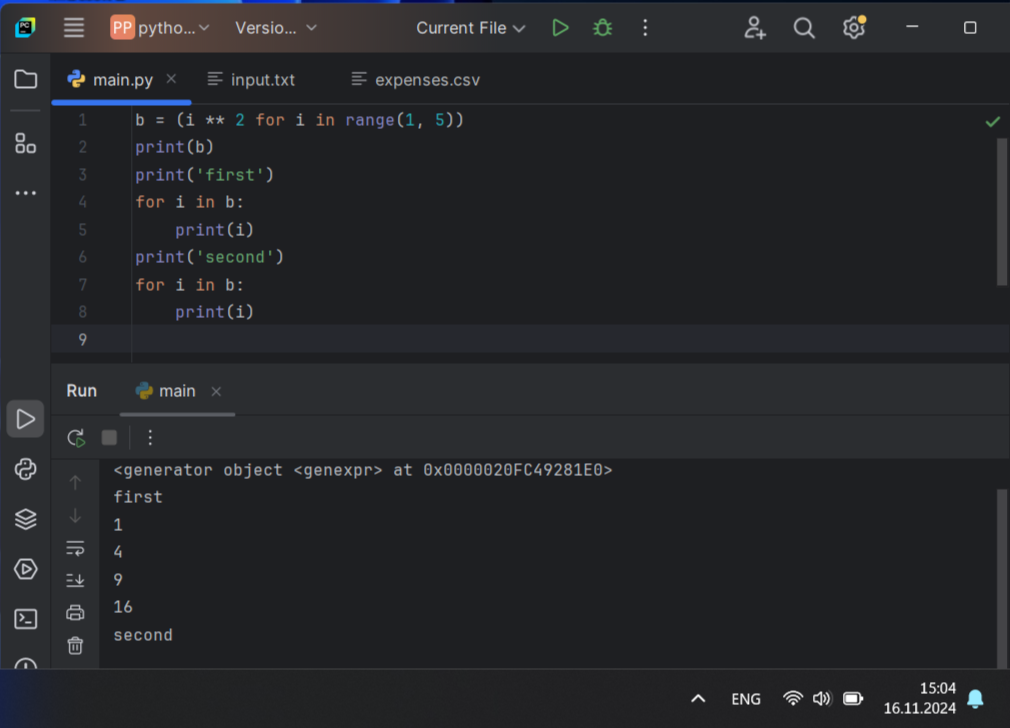 PC
PP pytho... Versio... Current File
main.py input.txt expenses.csv
1 b = (i ** 2 for i in range(1, 5))
2 print(b)
3 print('first')
4 for i in b:
5     print(i)
6 print('second')
7 for i in b:
8     print(i)
9
Run main
<generator object <genexpr> at 0x0000020FC49281E0>
first
1
4
9
16
second
ENG 15:04
16.11.2024